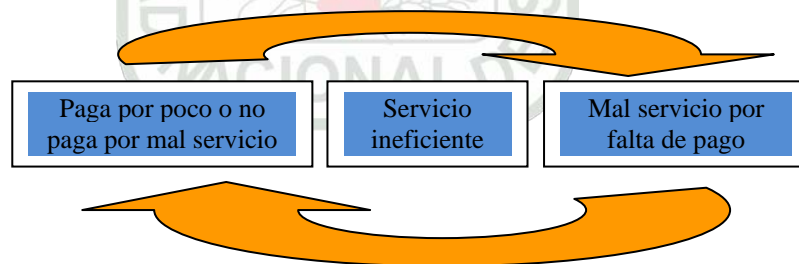 Paga por poco o no
paga por mal servicio
Servicio
ineficiente
Mal servicio por
falta de pago